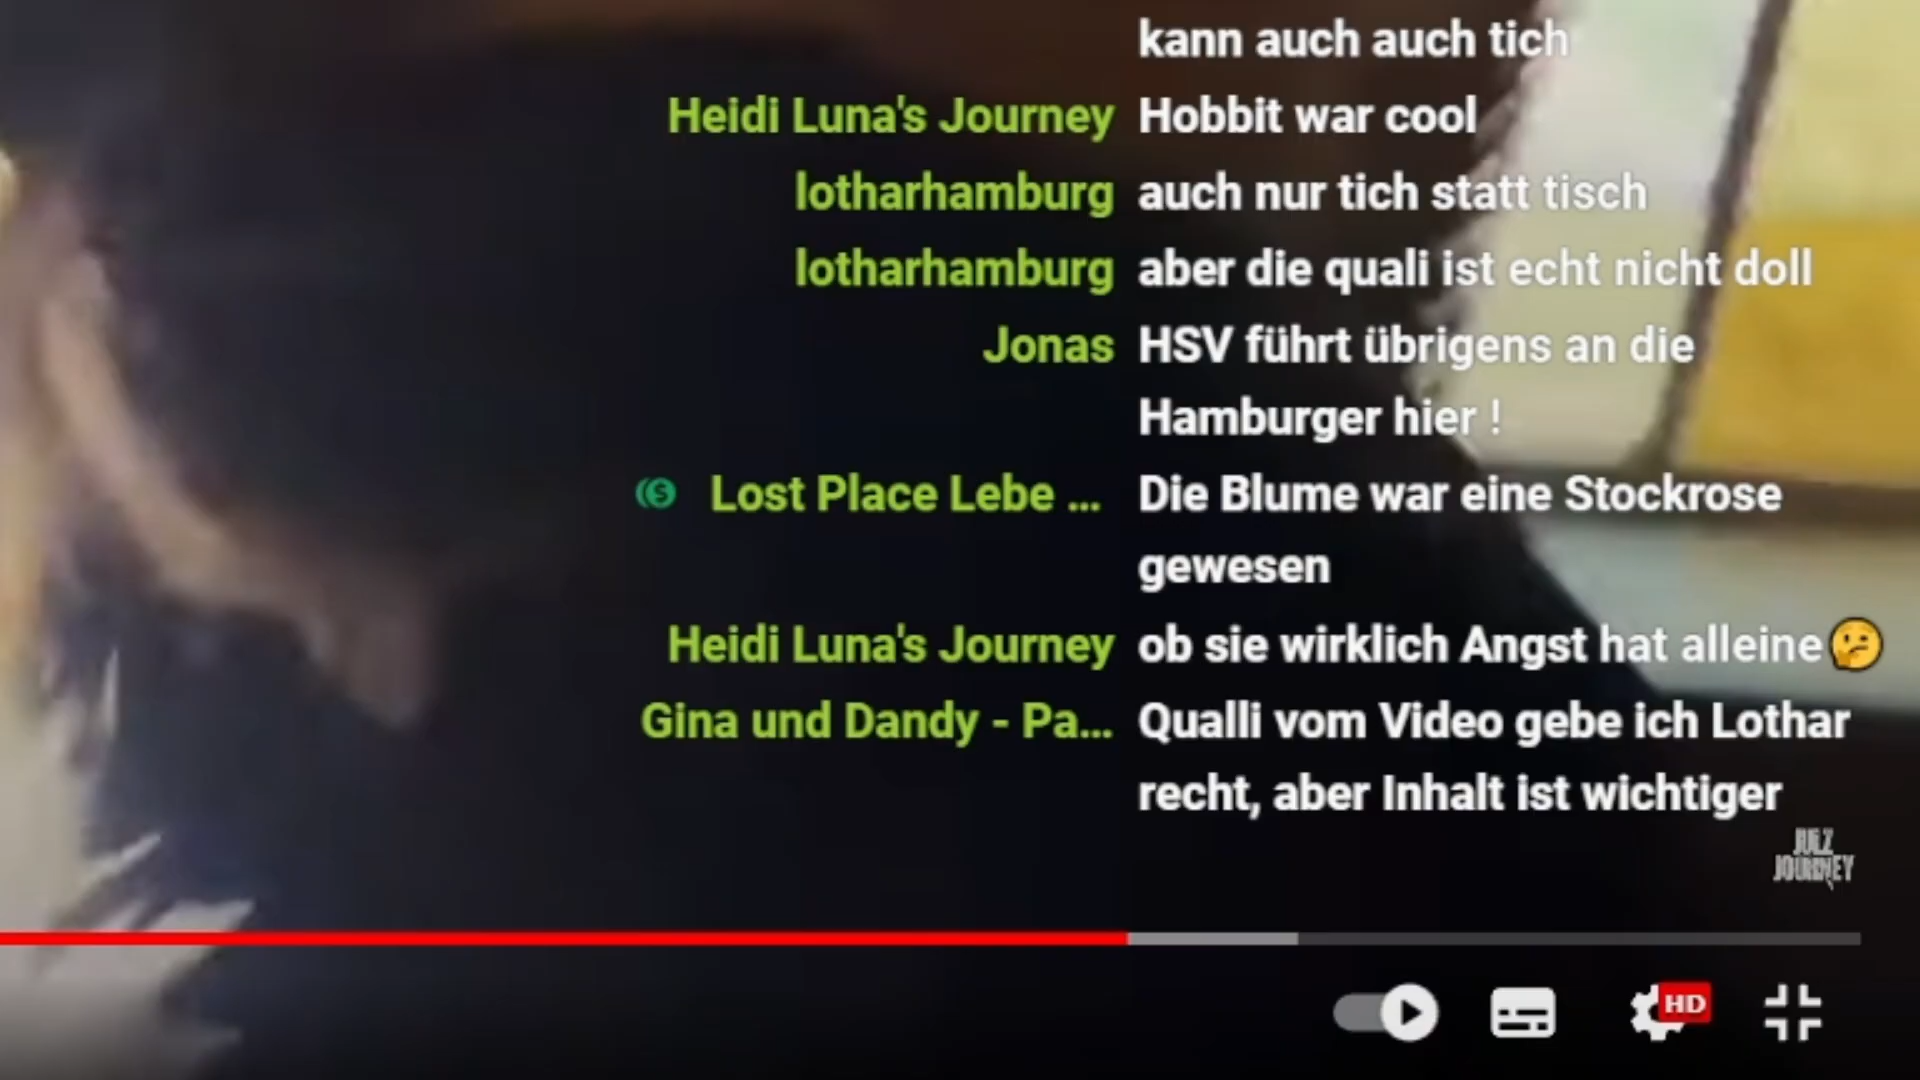 kann auch auch tich
Heidi Luna's Journey Hobbit war cool
lotharhamburg auch nur tich statt tisch
lotharhamburg aber die quali ist echt nicht doll
Jonas HSV führt übrigens an die
Hamburger hier !
Lost Place Lebe ... Die Blume war eine Stockrose
gewesen
Heidi Luna's Journey ob sie wirklich Angst hat alleine🤔
Gina und Dandy - Pa... Qualli vom Video gebe ich Lothar
recht, aber Inhalt ist wichtiger
JULZ
JOURNEY
HD